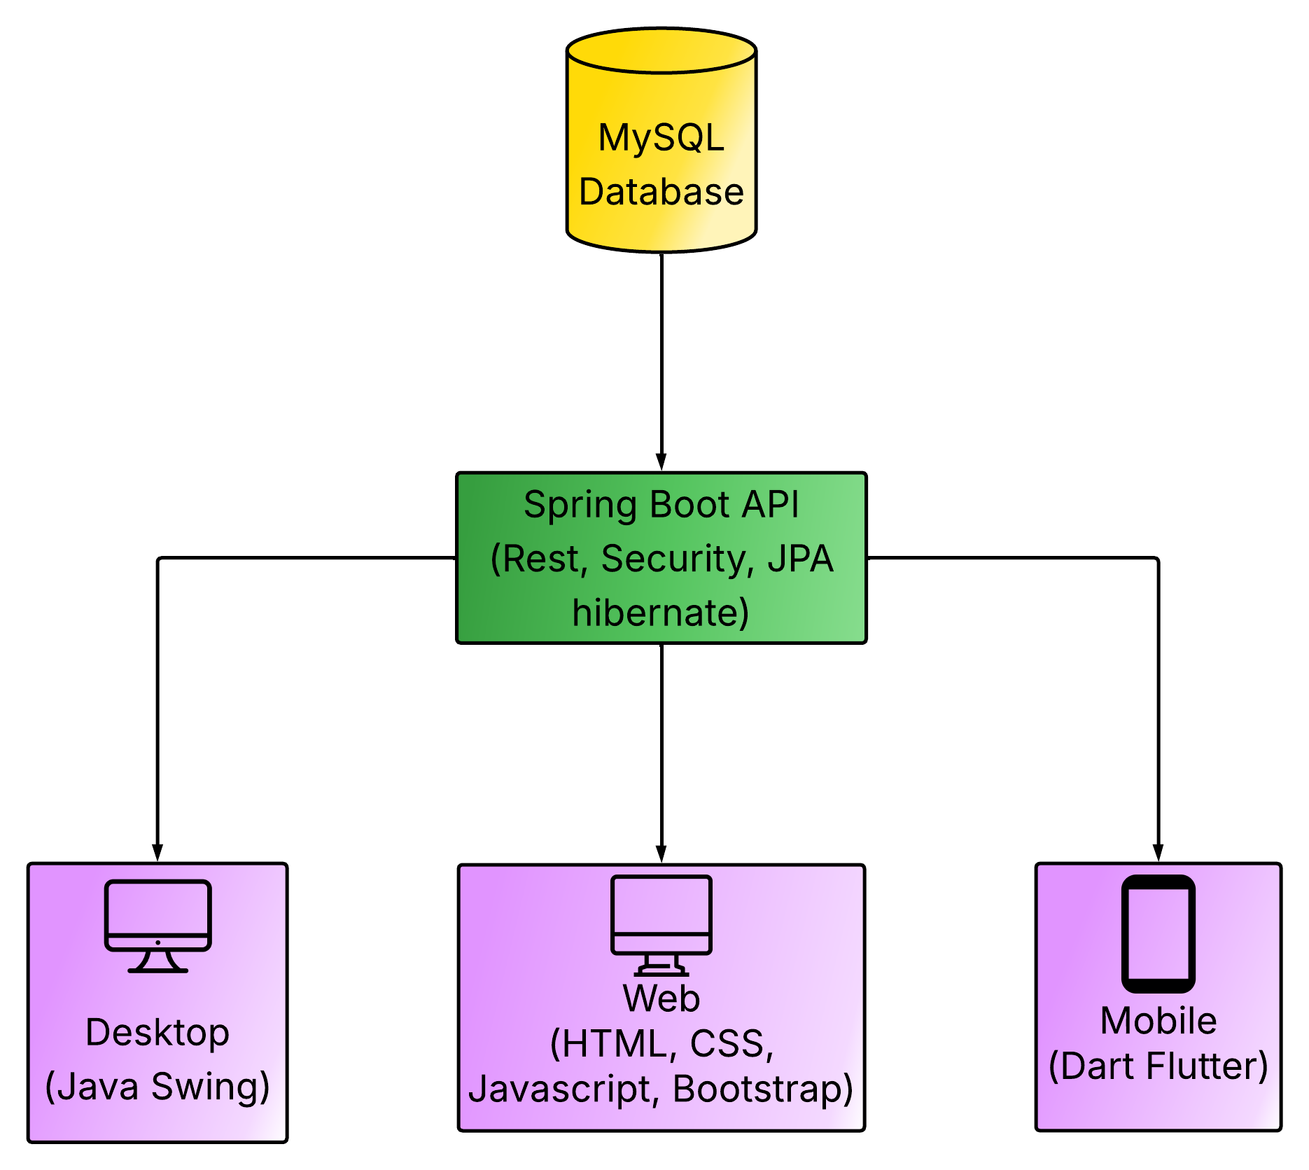 MySQL
Database
Spring Boot API
(Rest, Security, JPA
hibernate)
Desktop
(Java Swing)
Web
(HTML, CSS,
Javascript, Bootstrap)
Mobile
(Dart Flutter)